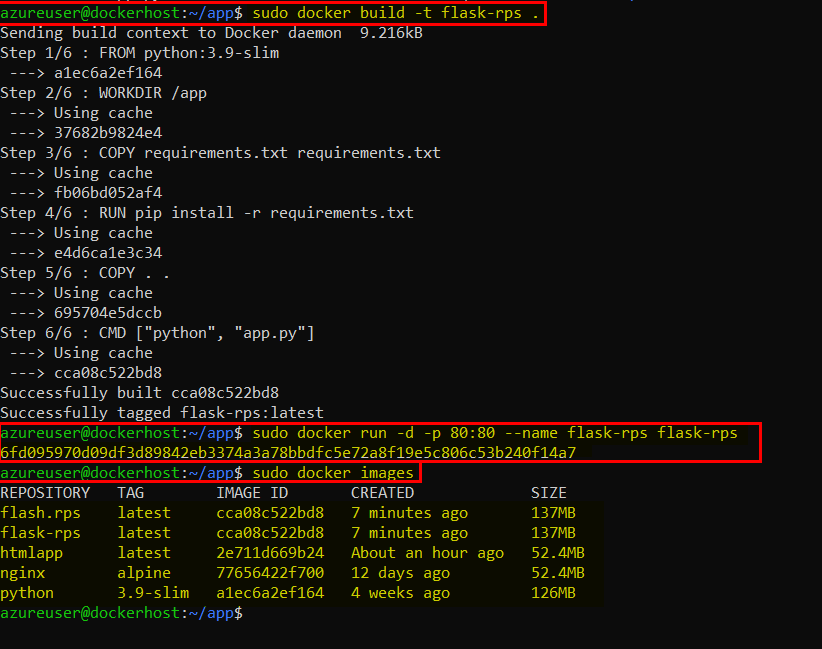 azureuser@dockerhost:~/app$ sudo docker build -t flask-rps .
Sending build context to Docker daemon  9.216kB
Step 1/6 : FROM python:3.9-slim
 ---> a1ec6a2ef164
Step 2/6 : WORKDIR /app
 ---> Using cache
 ---> 37682b9824e4
Step 3/6 : COPY requirements.txt requirements.txt
 ---> Using cache
 ---> fb06bd052af4
Step 4/6 : RUN pip install -r requirements.txt
 ---> Using cache
 ---> e4d6ca1e3c34
Step 5/6 : COPY . .
 ---> Using cache
 ---> 695704e5dccb
Step 6/6 : CMD ["python", "app.py"]
 ---> Using cache
 ---> cca08c522bd8
Successfully built cca08c522bd8
Successfully tagged flask-rps:latest
azureuser@dockerhost:~/app$ sudo docker run -d -p 80:80 --name flask-rps flask-rps
6fd095970d09df3d89842eb3374a3a78bbdfc5e72a8f19e5c806c53b240f14a7
azureuser@dockerhost:~/app$ sudo docker images
REPOSITORY   TAG        IMAGE ID       CREATED             SIZE
flash.rps    latest     cca08c522bd8   7 minutes ago       137MB
flask-rps    latest     cca08c522bd8   7 minutes ago       137MB
htmlapp      latest     2e711d669b24   About an hour ago   52.4MB
nginx        alpine     77656422f700   12 days ago         52.4MB
python       3.9-slim   a1ec6a2ef164   4 weeks ago         126MB
azureuser@dockerhost:~/app$